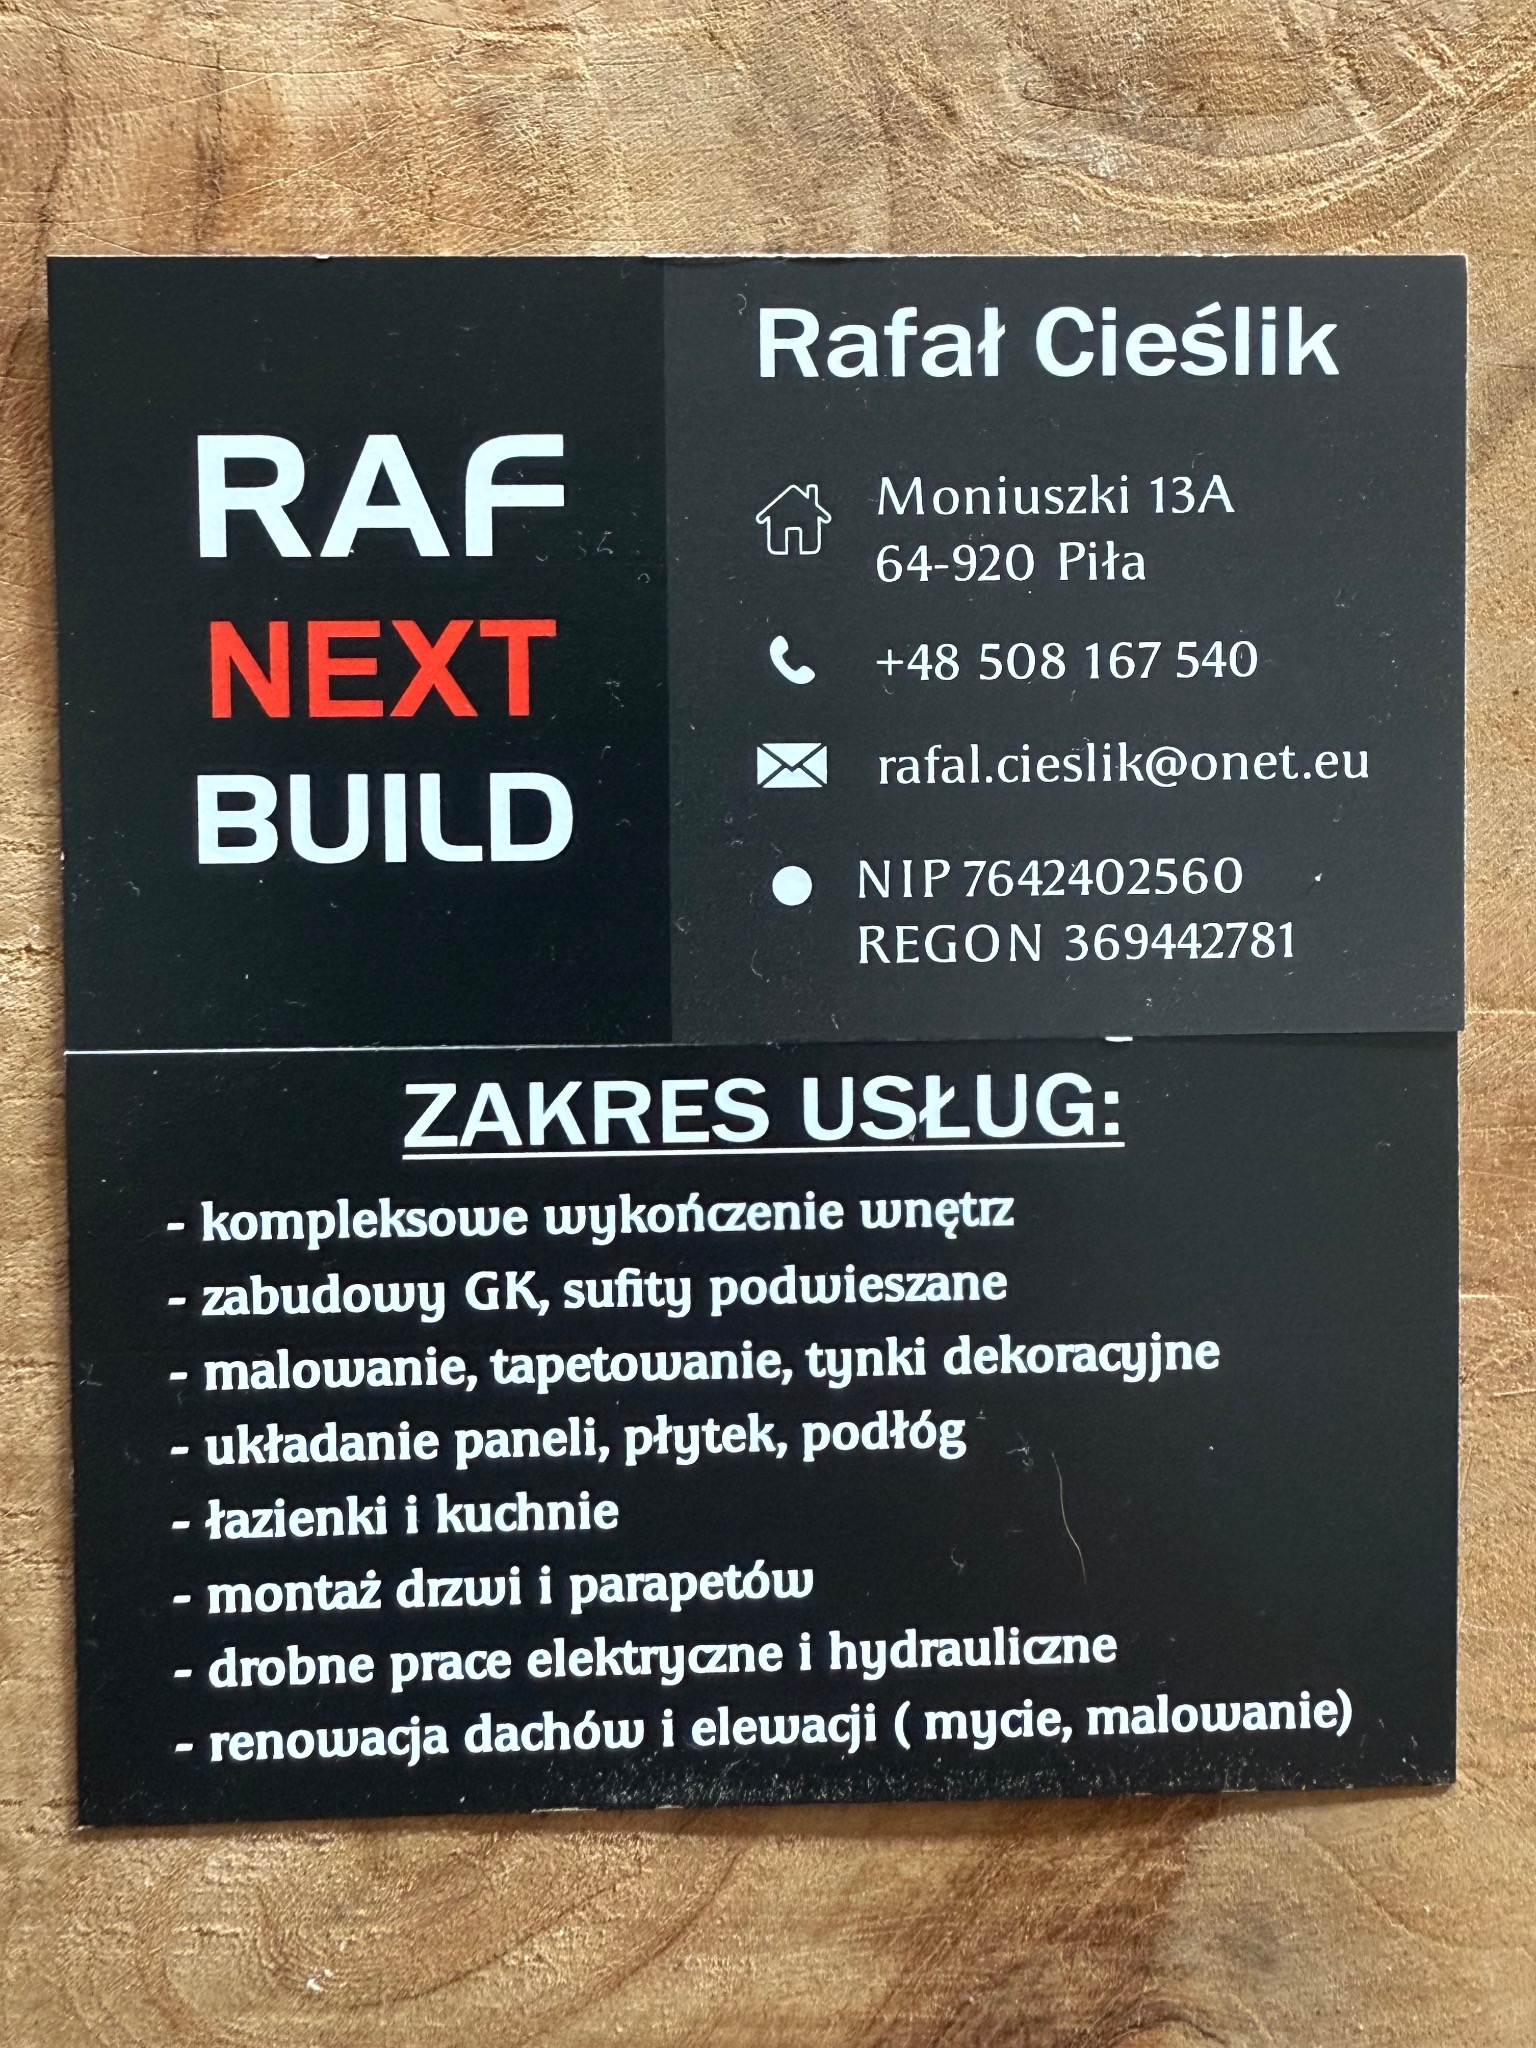 RAF
NEXT
BUILD
Rafał Cieślik
Moniuszki 13A
64-920 Piła
+48 508 167 540
rafal.cieslik@onet.eu
NIP 7642402560
REGON 369442781
ZAKRES USŁUG:
- kompleksowe wykończenie wnętrz
- zabudowy GK, sufity podwieszane
- malowanie, tapetowanie, tynki dekoracyjne
- układanie paneli, płytek, podłóg
- łazienki i kuchnie
- montaż drzwi i parapetów
- drobne prace elektryczne i hydrauliczne
- renowacja dachów i elewacji ( mycie, malowanie)